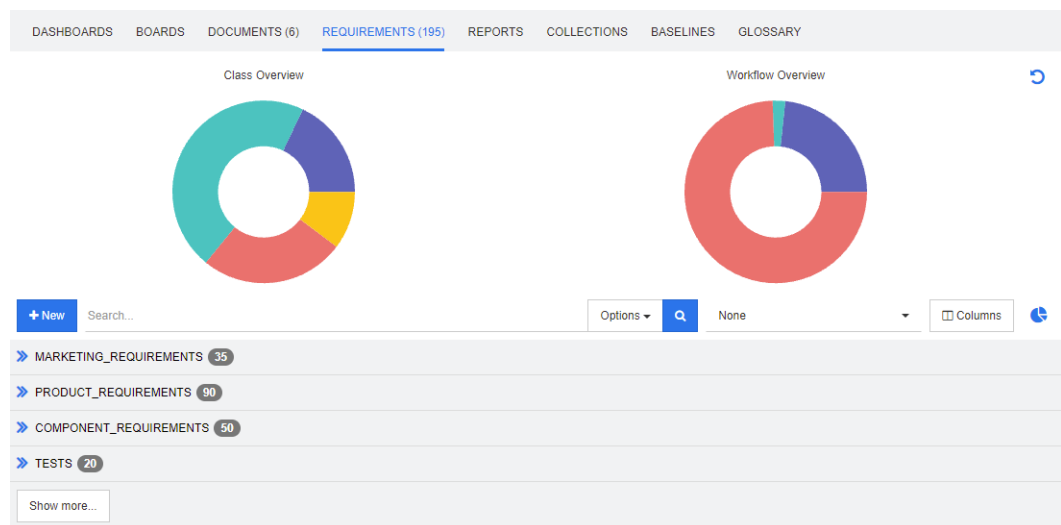 DASHBOARDS BOARDS DOCUMENTS (6) REQUIREMENTS (195) REPORTS COLLECTIONS BASELINES GLOSSARY
Class Overview
Workflow Overview
New Search... Options None Columns
MARKETING_REQUIREMENTS 35
PRODUCT_REQUIREMENTS 90
COMPONENT_REQUIREMENTS 50
TESTS 20
Show more...